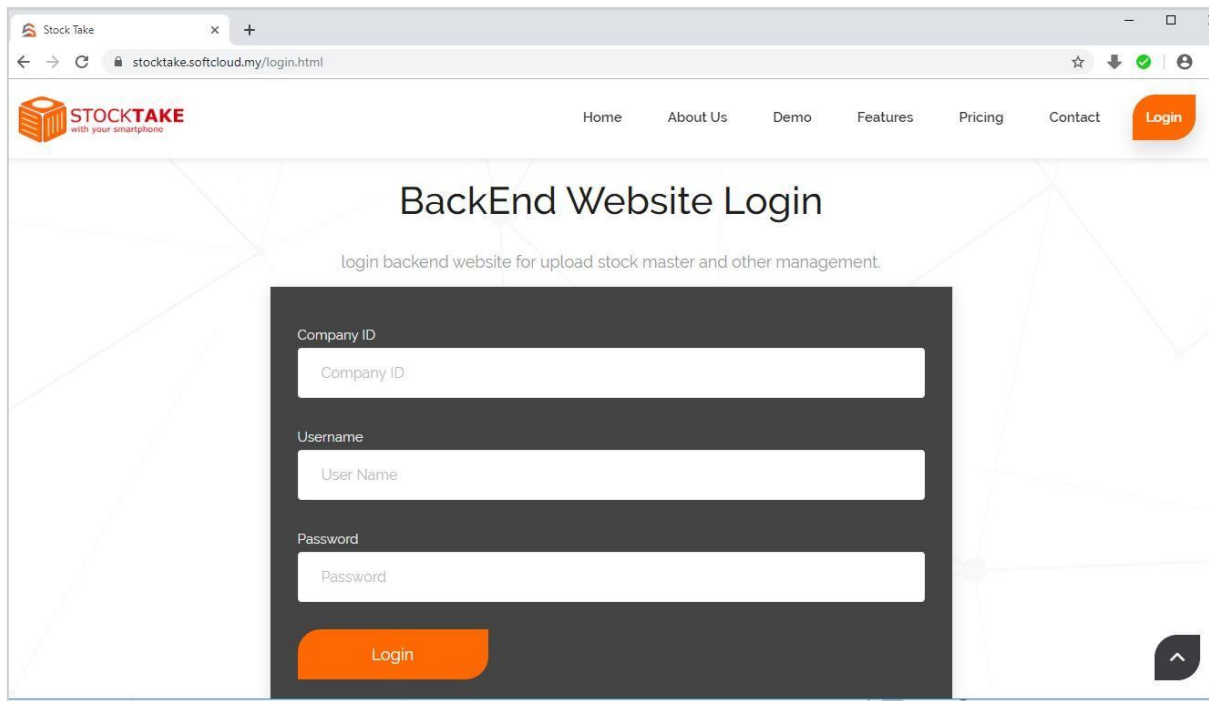 Stock Take
stocktake.softcloud.my/login.html
STOCKTAKE
with your smartphone
Home About Us Demo Features Pricing Contact Login
BackEnd Website Login
login backend website for upload stock master and other management.
Company ID
Company ID
Username
User Name
Password
Password
Login